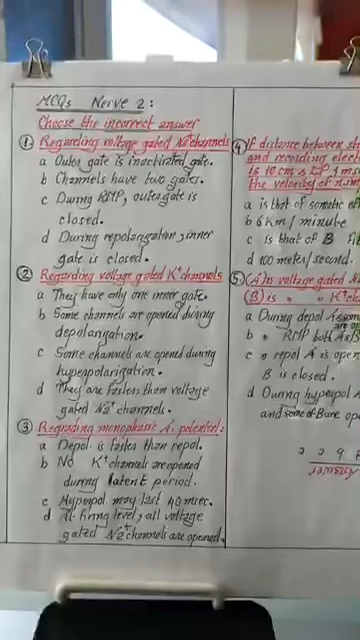 MCQs Nerve 2:
Choose the incorrect answer
① Regarding voltage gated Na+ channels
a Outer gate is inactivated gate.
b Channels have two gates.
c During RMP, outer gate is
closed.
d During repolarization, inner
gate is closed.
② Regarding voltage gated K+ channels
a They have only one inner gate.
b Some channels are opened during
depolarization.
c Some channels are opened during
hyperpolarization.
d They are fasters than voltage
gated Na+ channels.
③ Regrading monophasic A. potential:
a Depol. is faster than repol.
b No K+ channels are opened
during latent period.
c Hyperpol may last 40 msec.
d At firing level, all voltage
gated Na+ channels are opened.
④ If distance between
and recording
is 10 cm &
the velocity of
a is that of somatic
b 6 Km / minute
c is that of B
d 100 meter/second.
⑤ (A) is voltage gated
(B) is " " K+
a During depol
b " RMP both A & B
c " repol A is open
B is closed.
d During hyperpol
and some of B are